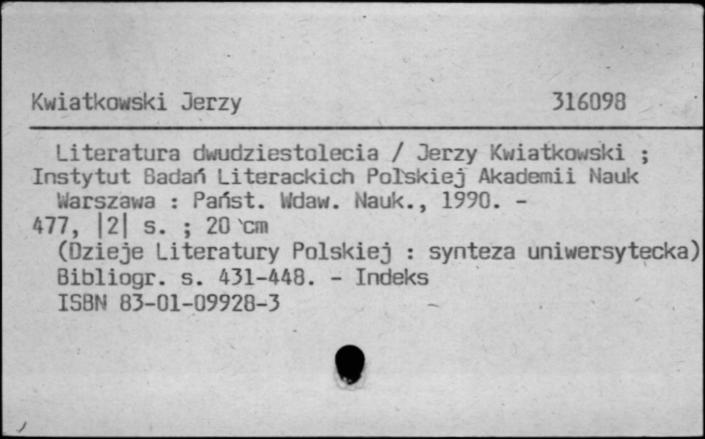 Kwiatkowski Jerzy 316098
Literatura dwudziestolecia / Jerzy Kwiatkowski ;
Instytut Badań Literackich Polskiej Akademii Nauk
Warszawa : Państ. Wdaw. Nauk., 1990. -
477, |2| s. ; 20 cm
(Dzieje Literatury Polskiej : synteza uniwersytecka)
Bibliogr. s. 431-448. - Indeks
ISBN 83-01-09928-3